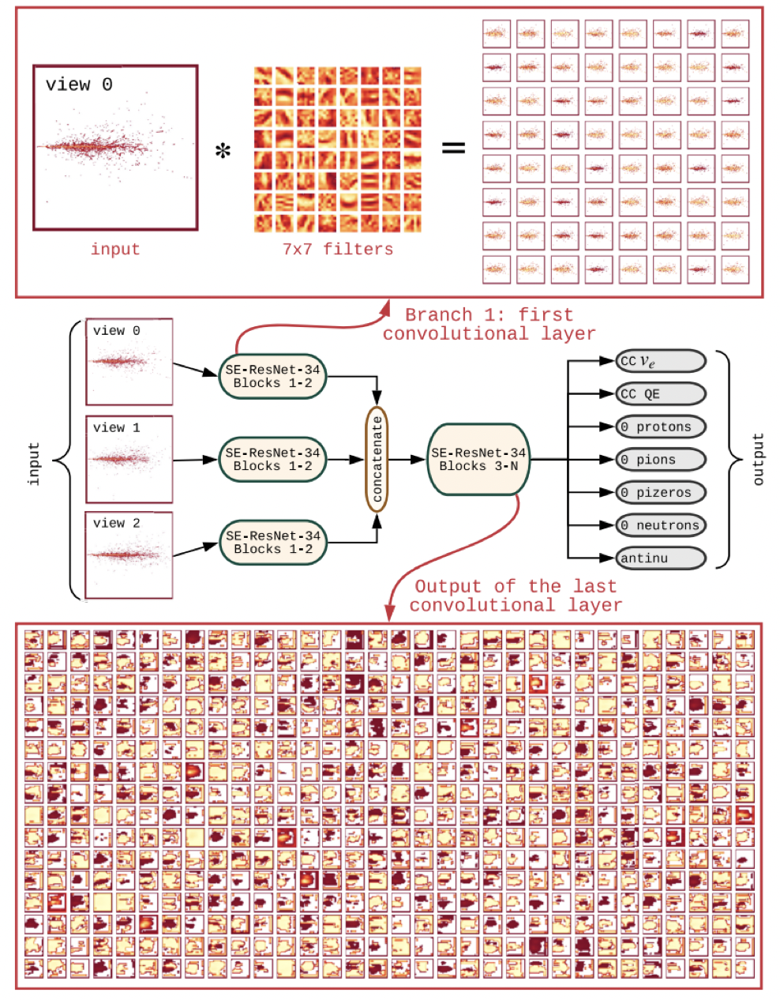 view 0
*
=
input
7x7 filters
Branch 1: first
convolutional layer
view 0
view 1
view 2
input
SE-ResNet-34
Blocks 1-2
SE-ResNet-34
Blocks 1-2
SE-ResNet-34
Blocks 1-2
concatenate
SE-ResNet-34
Blocks 3-N
CC νe
CC QE
0 protons
0 pions
0 pizeros
0 neutrons
antinu
output
Output of the last
convolutional layer